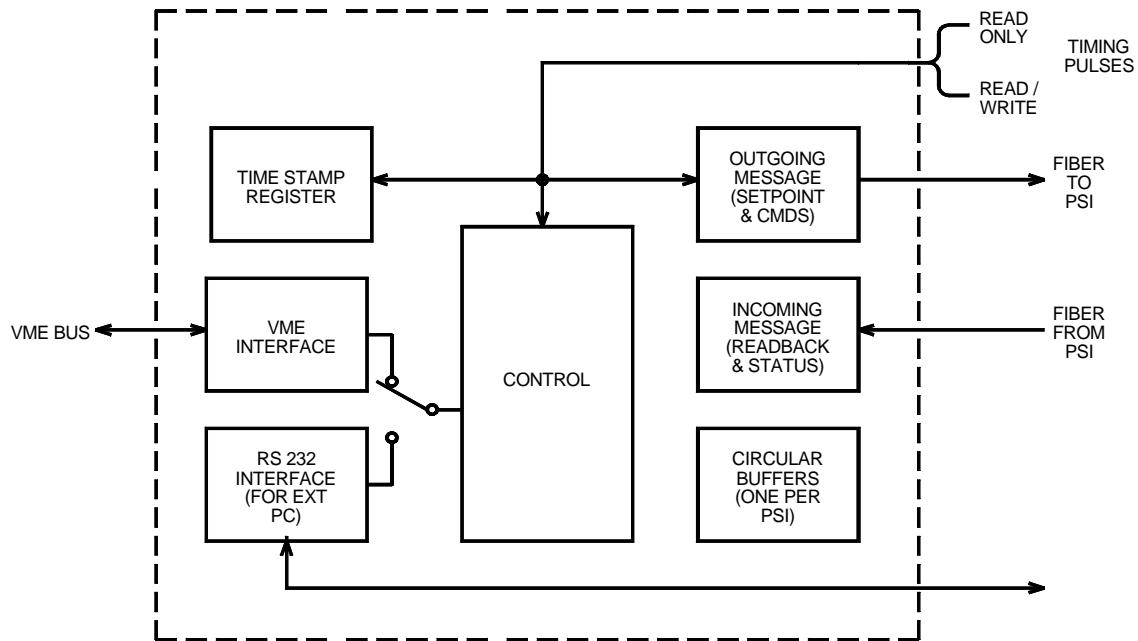 READ
ONLY
TIMING
PULSES
READ /
WRITE
TIME STAMP
REGISTER
OUTGOING
MESSAGE
(SETPOINT
& CMDS)
FIBER
TO
PSI
VME BUS
VME
INTERFACE
CONTROL
INCOMING
MESSAGE
(READBACK
& STATUS)
FIBER
FROM
PSI
RS 232
INTERFACE
(FOR EXT
PC)
CIRCULAR
BUFFERS
(ONE PER
PSI)